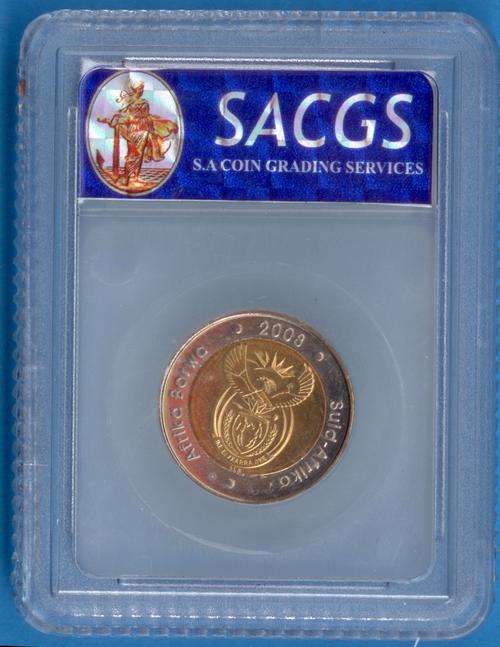 SACGS
S.A COIN GRADING SERVICES
2008
Afrika Borwa
Suid-Afrika